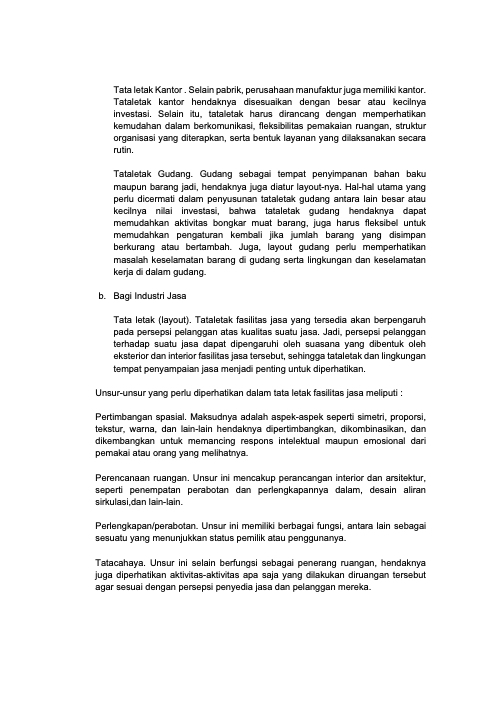 Tata letak Kantor . Selain pabrik, perusahaan manufaktur juga memiliki kantor.
Tataletak kantor hendaknya disesuaikan dengan besar atau kecilnya
investasi. Selain itu, tataletak harus dirancang dengan memperhatikan
kemudahan dalam berkomunikasi, fleksibilitas pemakaian ruangan, struktur
organisasi yang diterapkan, serta bentuk layanan yang dilaksanakan secara
rutin.
Tataletak Gudang. Gudang sebagai tempat penyimpanan bahan baku
maupun barang jadi, hendaknya juga diatur layout-nya. Hal-hal utama yang
perlu dicermati dalam penyusunan tataletak gudang antara lain besar atau
kecilnya nilai investasi, bahwa tataletak gudang hendaknya dapat
memudahkan aktivitas bongkar muat barang, juga harus fleksibel untuk
memudahkan pengaturan kembali jika jumlah barang yang disimpan
berkurang atau bertambah. Juga, layout gudang perlu memperhatikan
masalah keselamatan barang di gudang serta lingkungan dan keselamatan
kerja di dalam gudang.
b. Bagi Industri Jasa
Tata letak (layout). Tataletak fasilitas jasa yang tersedia akan berpengaruh
pada persepsi pelanggan atas kualitas suatu jasa. Jadi, persepsi pelanggan
terhadap suatu jasa dapat dipengaruhi oleh suasana yang dibentuk oleh
eksterior dan interior fasilitas jasa tersebut, sehingga tataletak dan lingkungan
tempat penyampaian jasa menjadi penting untuk diperhatikan.
Unsur-unsur yang perlu diperhatikan dalam tata letak fasilitas jasa meliputi :
Pertimbangan spasial. Maksudnya adalah aspek-aspek seperti simetri, proporsi,
tekstur, warna, dan lain-lain hendaknya dipertimbangkan, dikombinasikan, dan
dikembangkan untuk memancing respons intelektual maupun emosional dari
pemakai atau orang yang melihatnya.
Perencanaan ruangan. Unsur ini mencakup perancangan interior dan arsitektur,
seperti penempatan perabotan dan perlengkapannya dalam, desain aliran
sirkulasi,dan lain-lain.
Perlengkapan/perabotan. Unsur ini memiliki berbagai fungsi, antara lain sebagai
sesuatu yang menunjukkan status pemilik atau penggunanya.
Tatacahaya. Unsur ini selain berfungsi sebagai penerang ruangan, hendaknya
juga diperhatikan aktivitas-aktivitas apa saja yang dilakukan diruangan tersebut
agar sesuai dengan persepsi penyedia jasa dan pelanggan mereka.